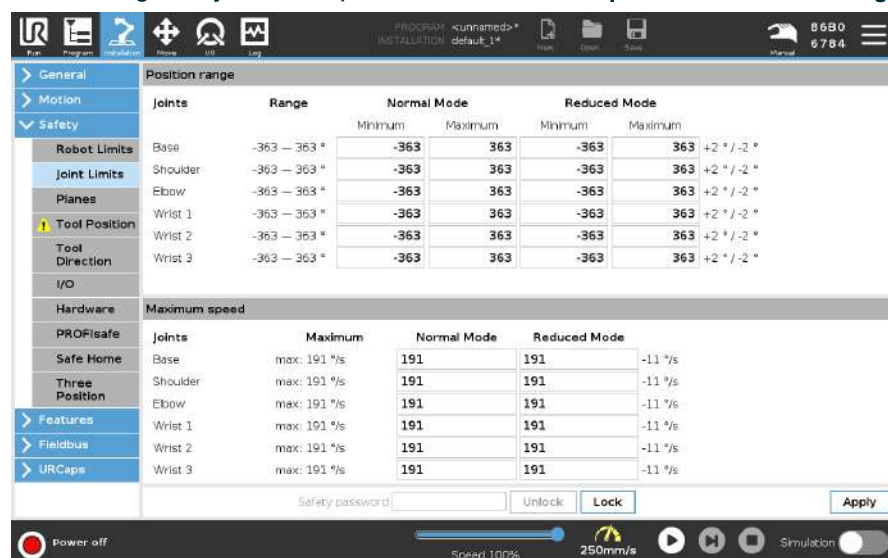 PROGRAM <unnamed>*
INSTALLATION default_1*
Run Program Installation Move I/O Log New... Open... Save... Manual
86B0
6784
General
Motion
Safety
Robot Limits
Joint Limits
Planes
Tool Position
Tool
Direction
I/O
Hardware
PROFIsafe
Safe Home
Three
Position
Features
Fieldbus
URCaps
Position range
Joints Range Normal Mode Reduced Mode
Minimum Maximum Minimum Maximum
Base -363 — 363 ° -363 363 -363 363 +2 ° / -2 °
Shoulder -363 — 363 ° -363 363 -363 363 +2 ° / -2 °
Elbow -363 — 363 ° -363 363 -363 363 +2 ° / -2 °
Wrist 1 -363 — 363 ° -363 363 -363 363 +2 ° / -2 °
Wrist 2 -363 — 363 ° -363 363 -363 363 +2 ° / -2 °
Wrist 3 -363 — 363 ° -363 363 -363 363 +2 ° / -2 °
Maximum speed
Joints Maximum Normal Mode Reduced Mode
Base max: 191 °/s 191 191 -11 °/s
Shoulder max: 191 °/s 191 191 -11 °/s
Elbow max: 191 °/s 191 191 -11 °/s
Wrist 1 max: 191 °/s 191 191 -11 °/s
Wrist 2 max: 191 °/s 191 191 -11 °/s
Wrist 3 max: 191 °/s 191 191 -11 °/s
Safety password Unlock Lock Apply
Power off Speed 100% 250mm/s Simulation